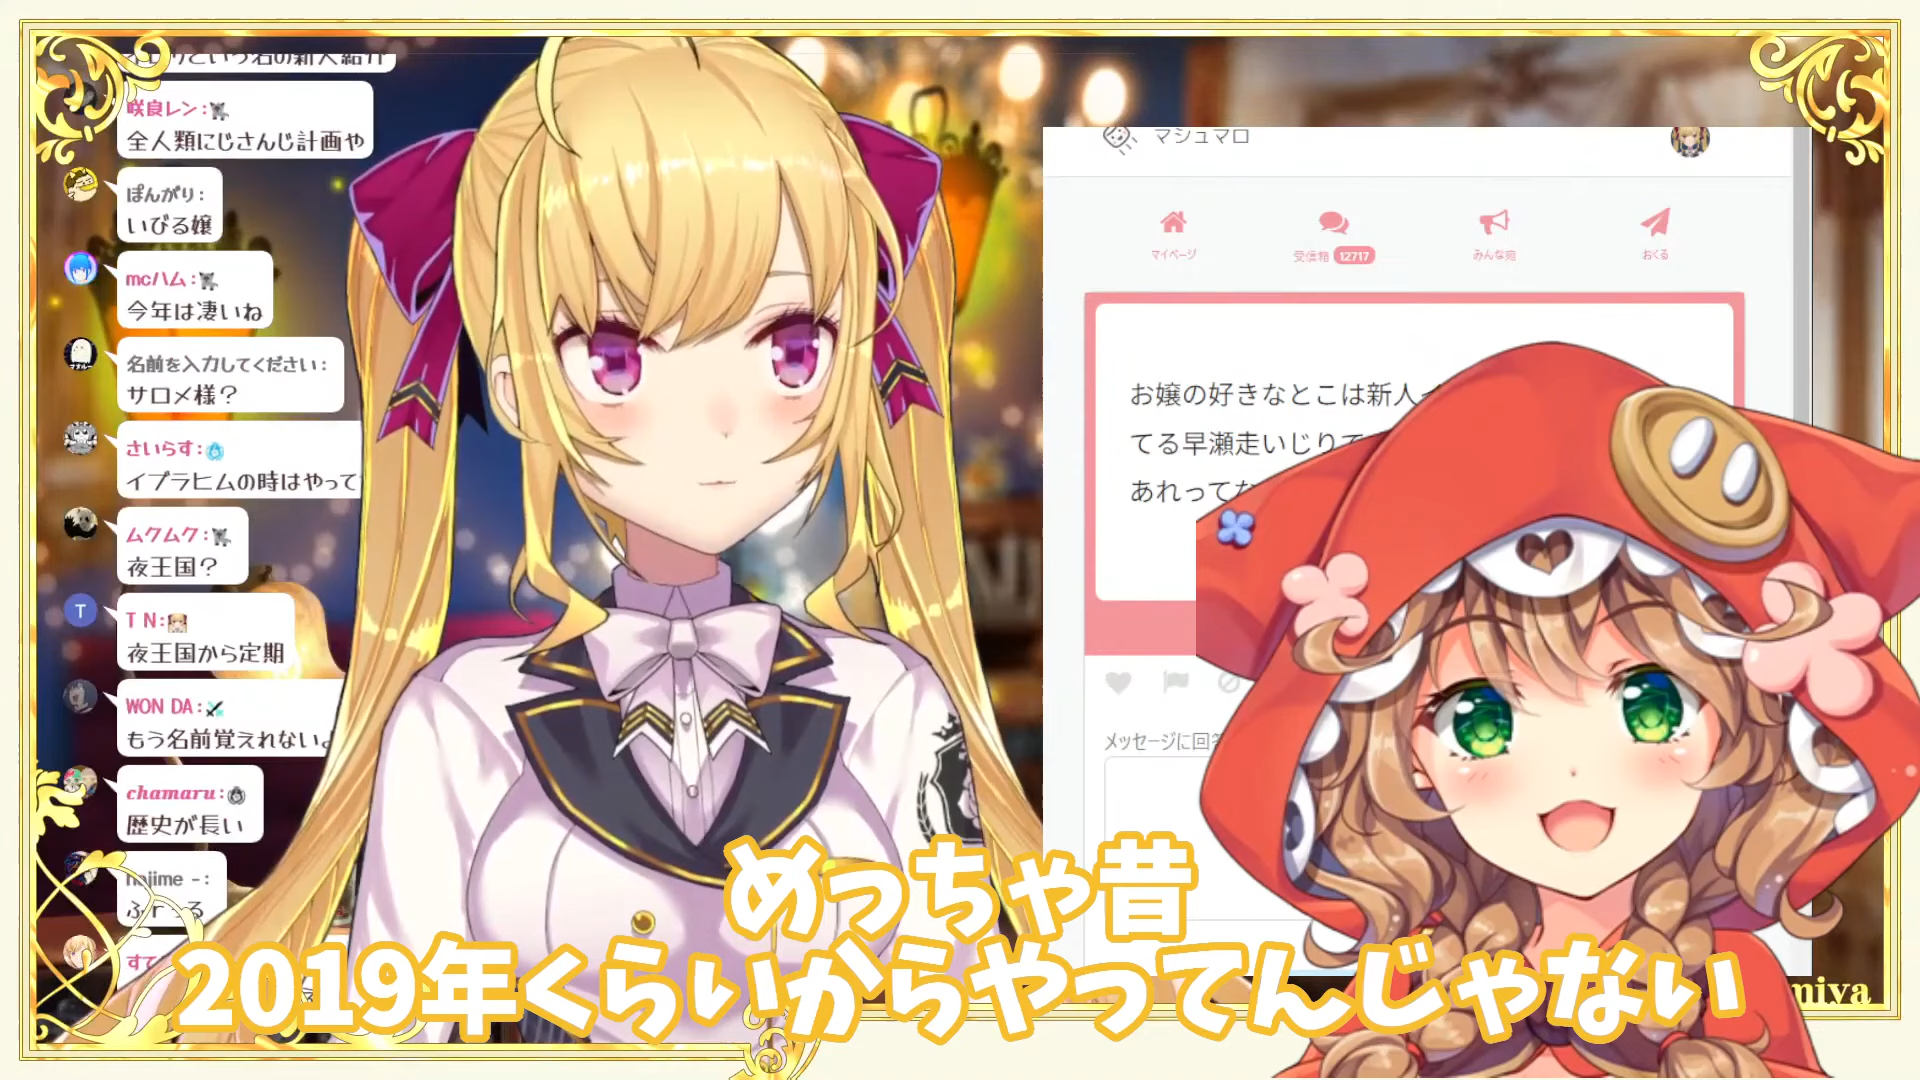 咲良レン:
全人類にじさんじ計画や
ぽんがり:
いびる嬢
mcハム:
今年は凄いね
名前を入力してください:
サロメ様？
さいらす:
イブラヒムの時はやって
ムクムク:
夜王国？
T
T N:
夜王国から定期
WON DA:
もう名前覚えれない
chamaru:
歴史が長い
hajime -:
すて
マシュマロ
マイページ
受信箱 12717
みんな宛
おくる
お嬢の好きなとこは新人
てる早瀬走いじりで
あれってな
メッセージに回答
めっちゃ昔
2019年くらいからやってんじゃない
miya